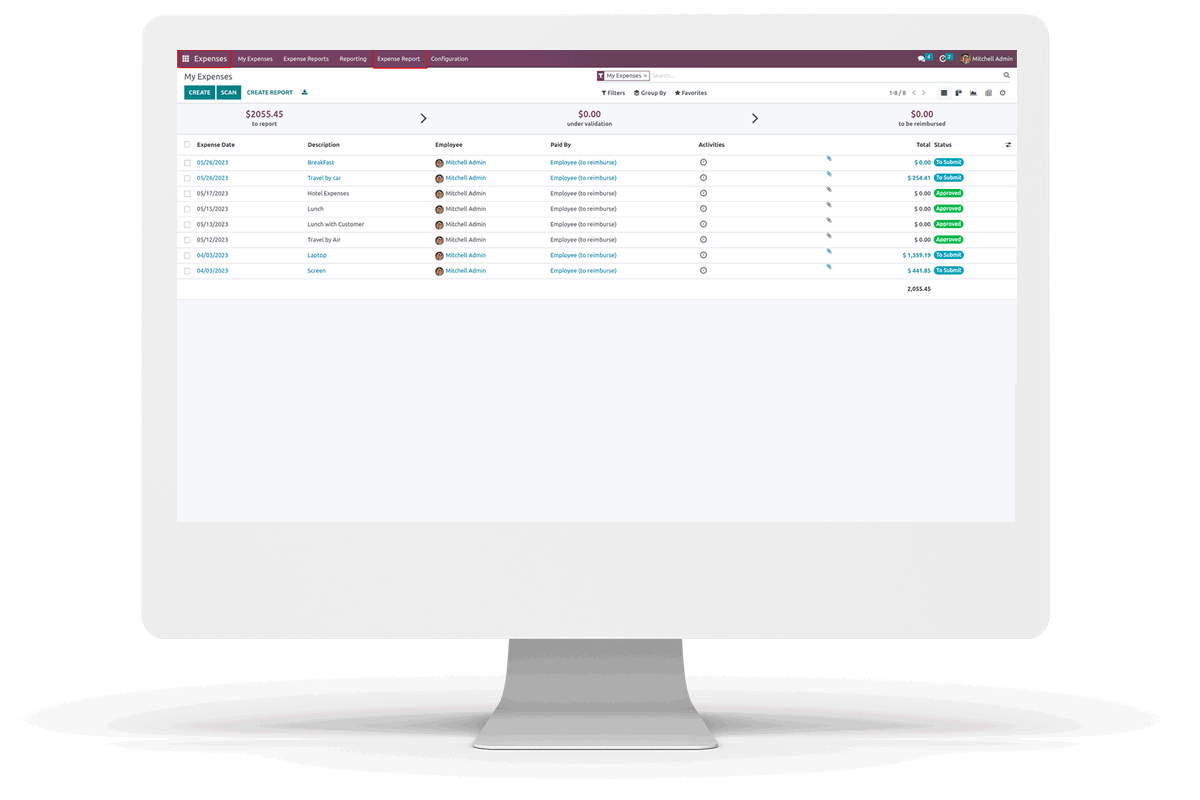 Expenses My Expenses Expense Reports Reporting Expense Report Configuration 4 2 Mitchell Admin
My Expenses My Expenses × Search...
CREATE SCAN CREATE REPORT Filters Group By Favorites 1-8 / 8
$2055.45 $0.00 $0.00
to report under validation to be reimbursed
Expense Date Description Employee Paid By Activities Total Status
05/26/2023 Breakfast Mitchell Admin Employee (to reimburse) $ 0.00 To Submit
05/26/2023 Travel by car Mitchell Admin Employee (to reimburse) $ 254.41 To Submit
05/17/2023 Hotel Expenses Mitchell Admin Employee (to reimburse) $ 0.00 Approved
05/15/2023 Lunch Mitchell Admin Employee (to reimburse) $ 0.00 Approved
05/13/2023 Lunch with Customer Mitchell Admin Employee (to reimburse) $ 0.00 Approved
05/12/2023 Travel by Air Mitchell Admin Employee (to reimburse) $ 0.00 Approved
04/03/2023 Laptop Mitchell Admin Employee (to reimburse) $ 1,359.19 To Submit
04/03/2023 Screen Mitchell Admin Employee (to reimburse) $ 441.85 To Submit
2,055.45